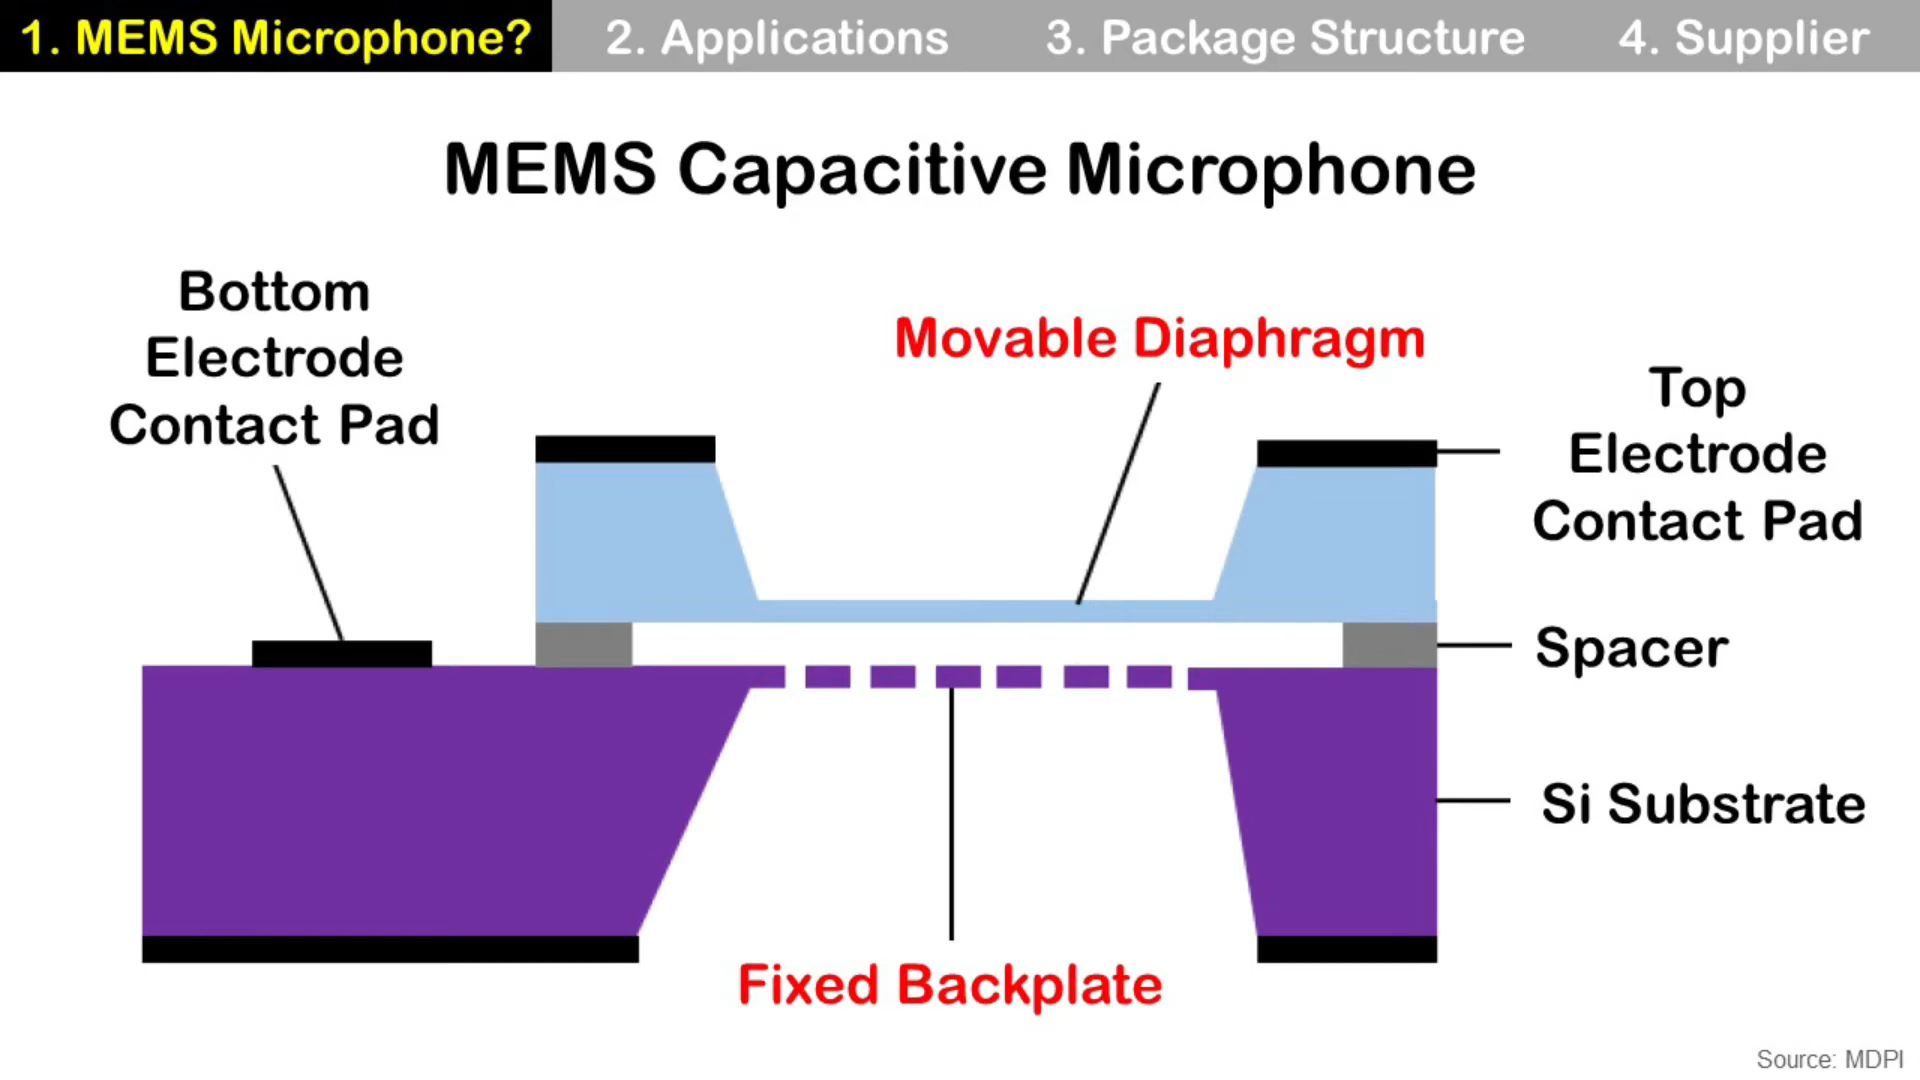 1. MEMS Microphone? 2. Applications 3. Package Structure 4. Supplier
MEMS Capacitive Microphone
Bottom
Electrode
Contact Pad
Movable Diaphragm
Top
Electrode
Contact Pad
Spacer
Si Substrate
Fixed Backplate
Source: MDPI